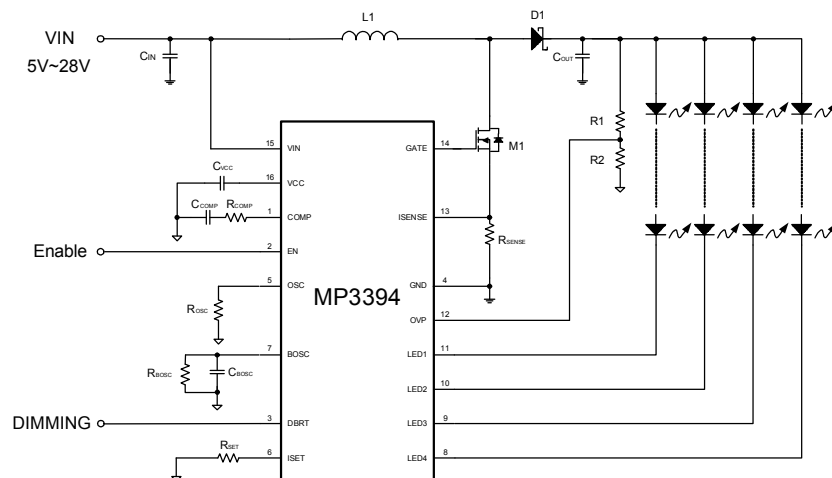 L1
D1
VIN
5V~28V
CIN
COUT
R1
R2
M1
15 VIN
GATE 14
CVCC
16 VCC
CCOMP RCOMP
1 COMP
ISENSE 13
RSENSE
Enable
2 EN
MP3394
5 OSC
GND 4
ROSC
OVP 12
7 BOSC
LED1 11
RBOSC CBOSC
LED2 10
DIMMING
3 DBRT
LED3 9
RSET
6 ISET
LED4 8